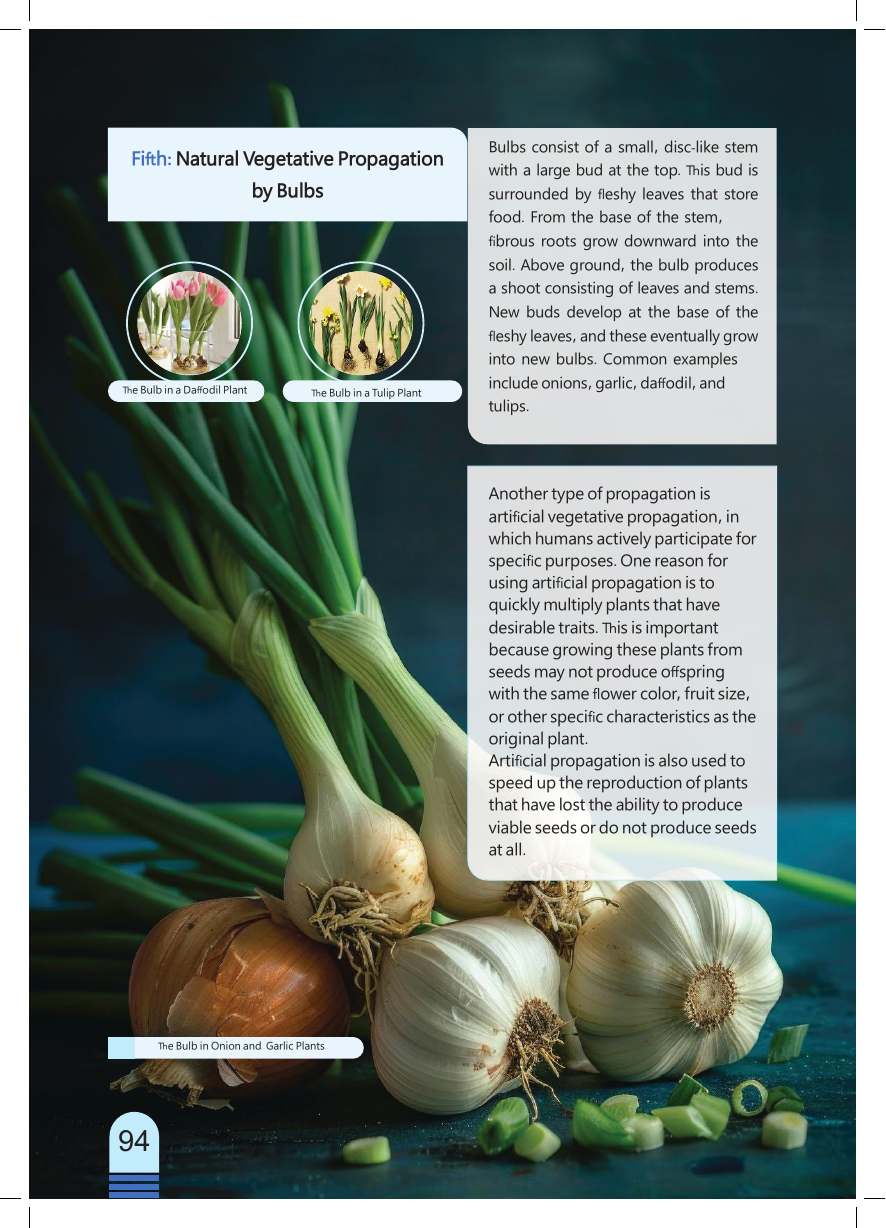 Fifth: Natural Vegetative Propagation
by Bulbs
Bulbs consist of a small, disc-like stem
with a large bud at the top. This bud is
surrounded by fleshy leaves that store
food. From the base of the stem,
fibrous roots grow downward into the
soil. Above ground, the bulb produces
a shoot consisting of leaves and stems.
New buds develop at the base of the
fleshy leaves, and these eventually grow
into new bulbs. Common examples
include onions, garlic, daffodil, and
tulips.
The Bulb in a Daffodil Plant
The Bulb in a Tulip Plant
Another type of propagation is
artificial vegetative propagation, in
which humans actively participate for
specific purposes. One reason for
using artificial propagation is to
quickly multiply plants that have
desirable traits. This is important
because growing these plants from
seeds may not produce offspring
with the same flower color, fruit size,
or other specific characteristics as the
original plant.
Artificial propagation is also used to
speed up the reproduction of plants
that have lost the ability to produce
viable seeds or do not produce seeds
at all.
The Bulb in Onion and Garlic Plants
94